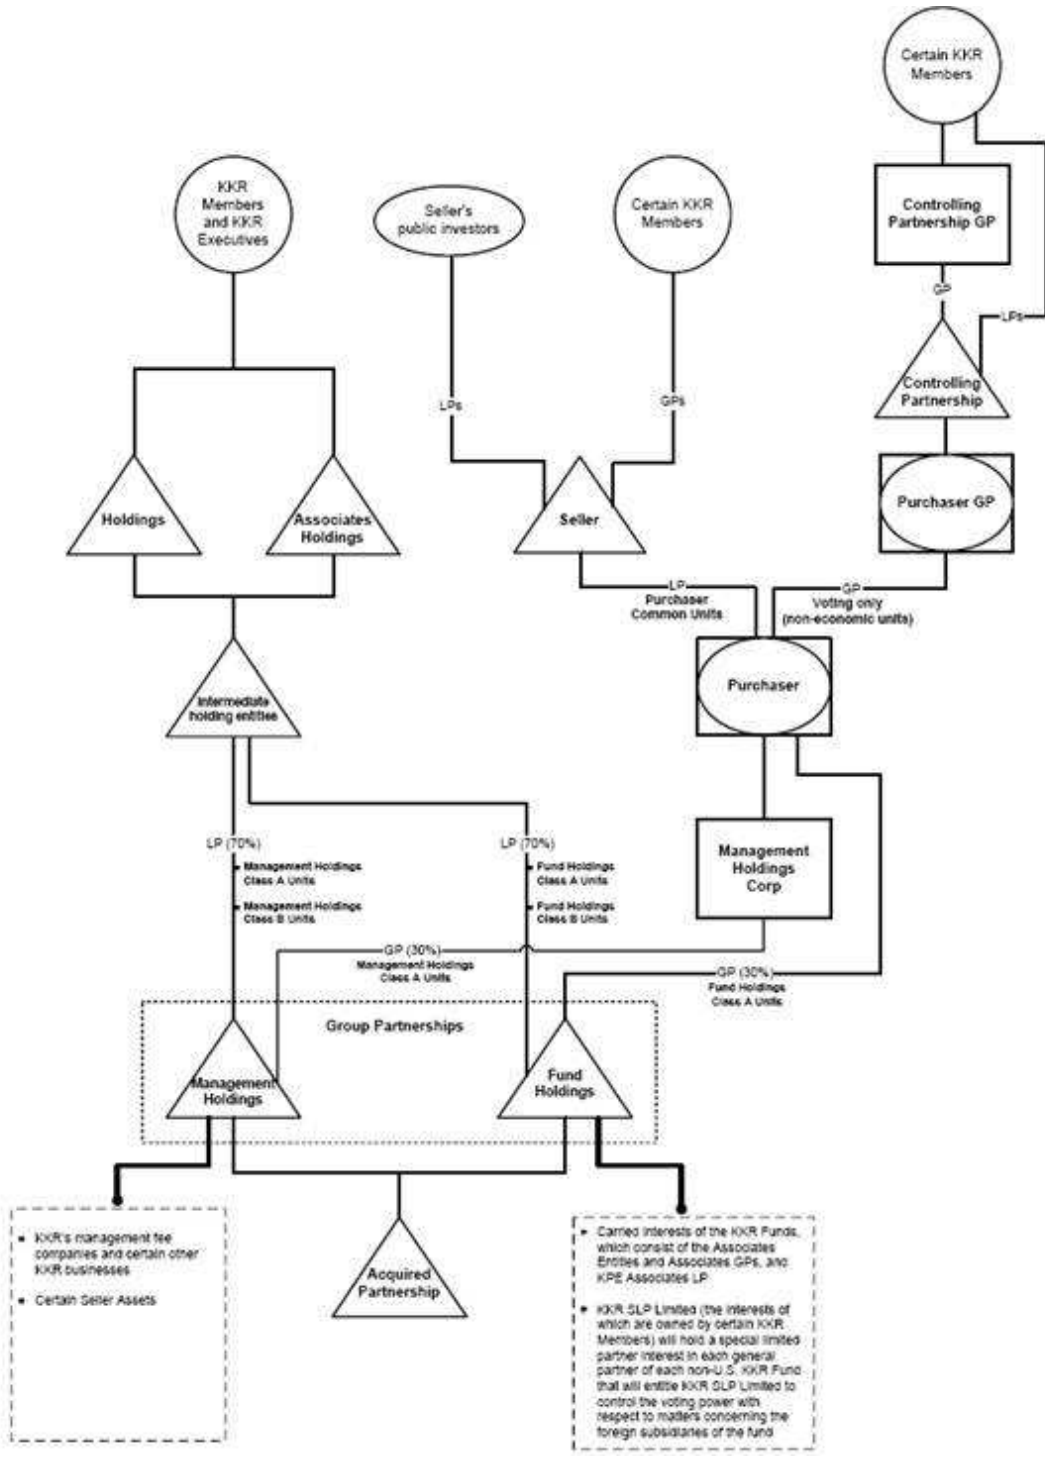 Certain KKR
Members
Controlling
Partnership GP
GP
LPs
Controlling
Partnership
Purchaser GP
KKR
Members
and KKR
Executives
Seller's
public investors
Certain KKR
Members
LPs
GPs
Holdings
Associates
Holdings
Seller
LP
Purchaser
Common Units
GP
Voting only
(non-economic units)
Purchaser
Intermediate
holding entities
LP (70%)
Management Holdings
Class A Units
Management Holdings
Class B Units
LP (70%)
Fund Holdings
Class A Units
Fund Holdings
Class B Units
Management
Holdings
Corp
GP (30%)
Management Holdings
Class A Units
GP (30%)
Fund Holdings
Class A Units
Group Partnerships
Management
Holdings
Fund
Holdings
Acquired
Partnership
KKR's management fee
companies and certain other
KKR businesses
Certain Seller Assets
Carried interests of the KKR Funds,
which consist of the Associates
Entities and Associates GPs, and
KPE Associates LP
KKR SLP Limited (the interests of
which are owned by certain KKR
Members) will hold a special limited
partner interest in each general
partner of each non-U.S. KKR Fund
that will entitle KKR SLP Limited to
control the voting power with
respect to matters concerning the
foreign subsidiaries of the fund